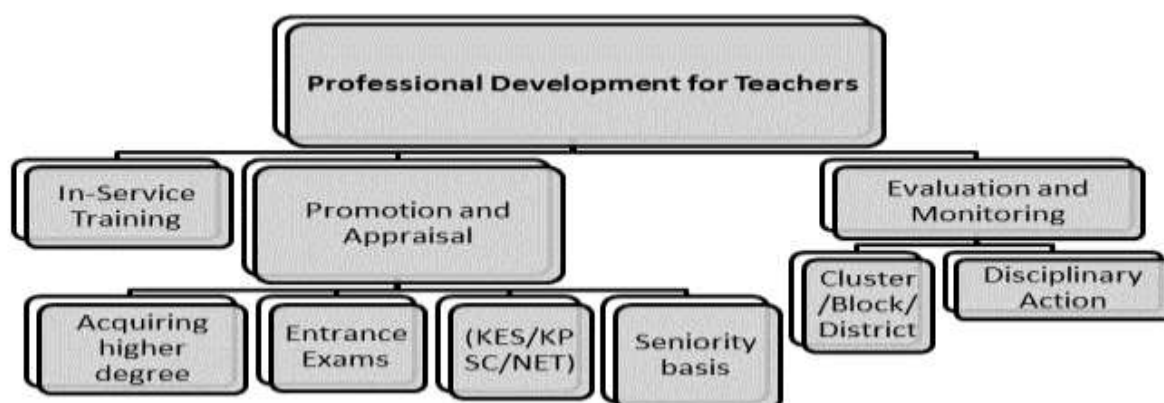 Professional Development for Teachers
In-Service
Training
Promotion and
Appraisal
Evaluation and
Monitoring
Acquiring
higher
degree
Entrance
Exams
(KES/KP
SC/NET)
Seniority
basis
Cluster
/Block/
District
Disciplinary
Action